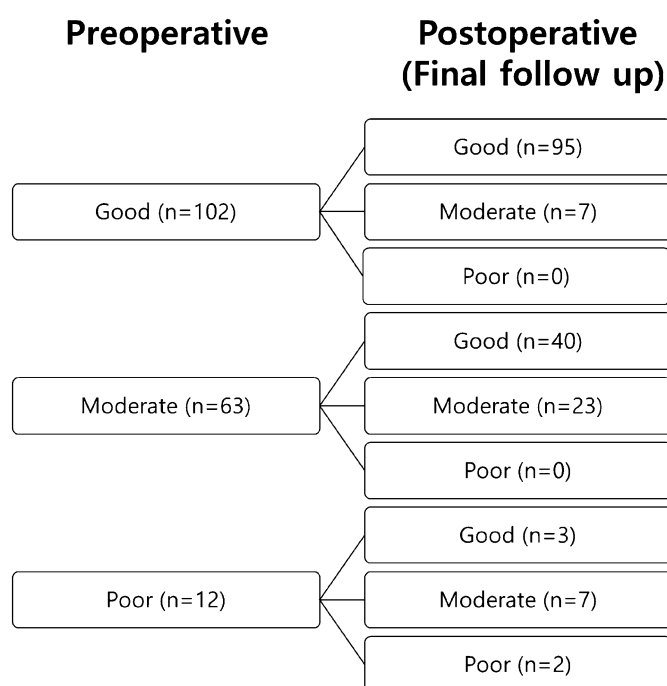 Preoperative
Postoperative
(Final follow up)
Good (n=102)
Good (n=95)
Moderate (n=7)
Poor (n=0)
Moderate (n=63)
Good (n=40)
Moderate (n=23)
Poor (n=0)
Poor (n=12)
Good (n=3)
Moderate (n=7)
Poor (n=2)